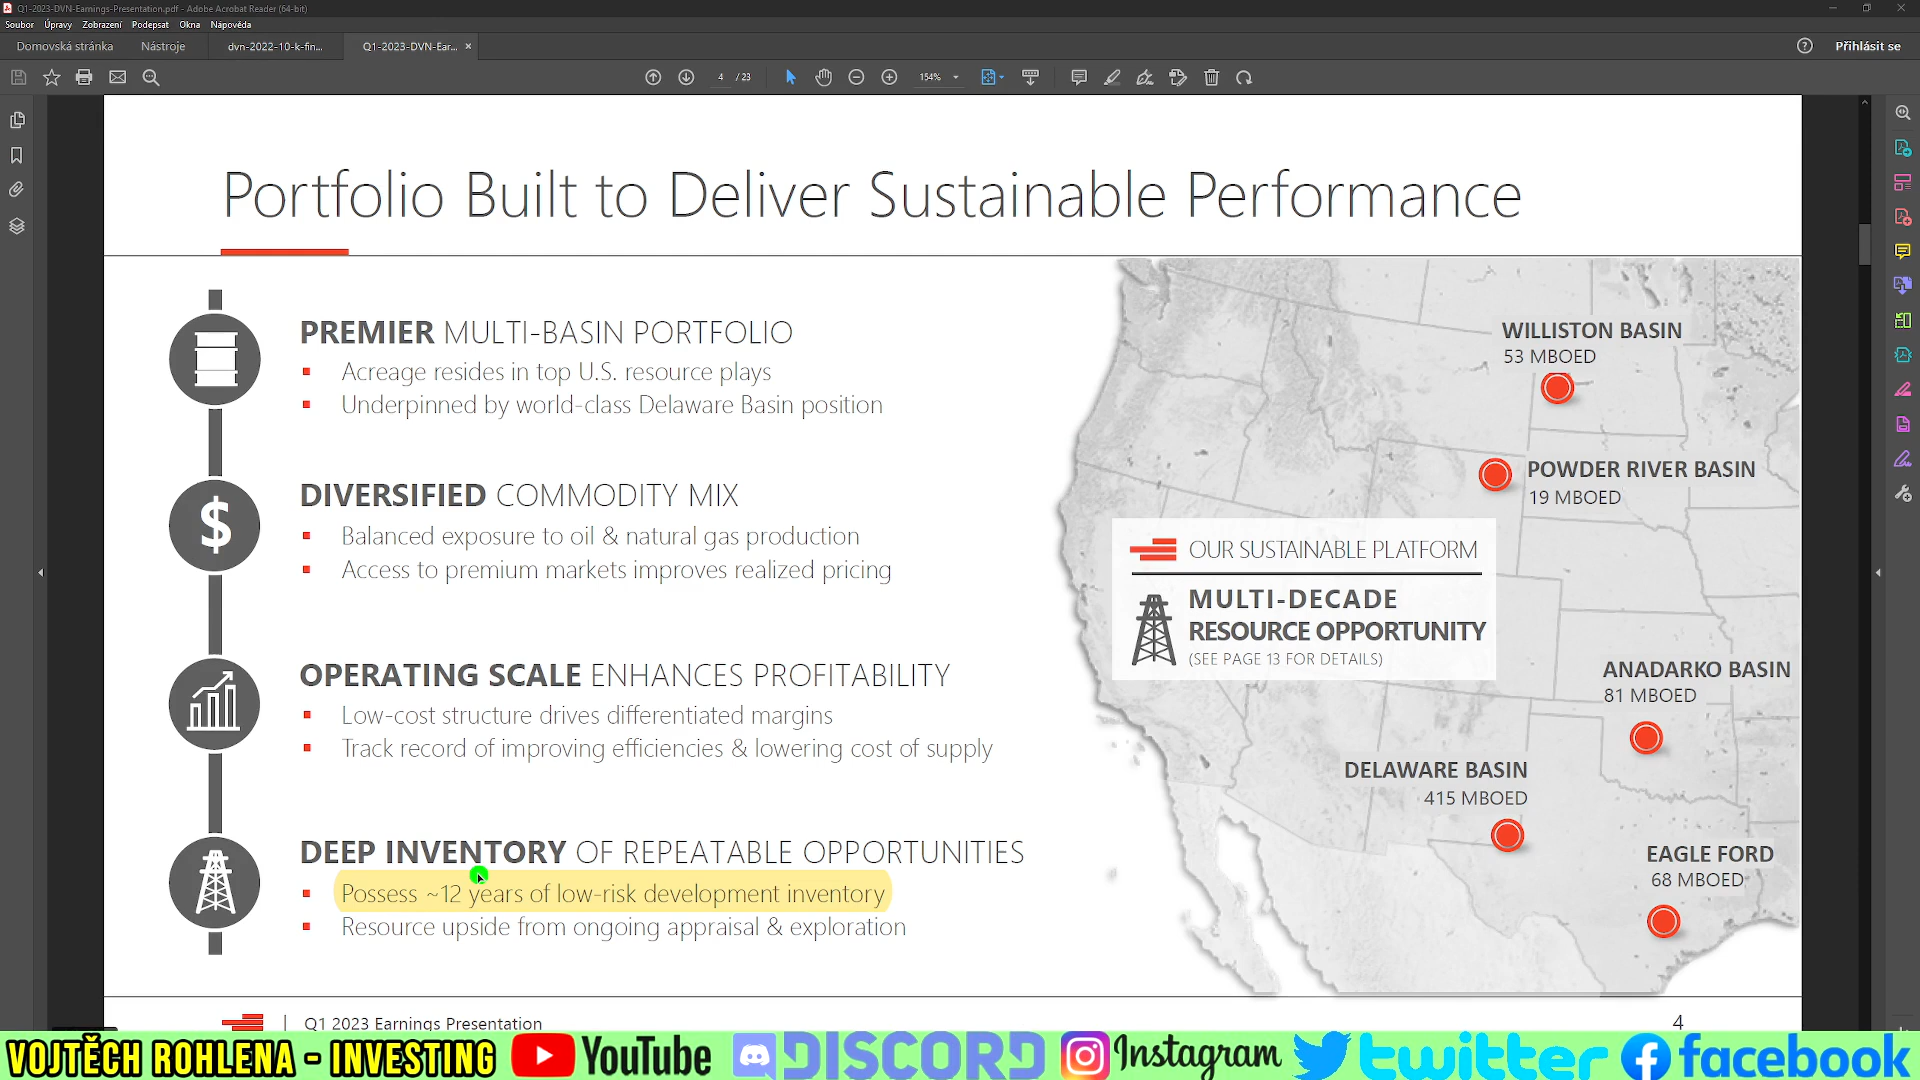 Q1-2023-DVN-Earnings-Presentation.pdf - Adobe Acrobat Reader (64-bit)
Soubor Úpravy Zobrazení Podepsat Okna Nápověda
Domovská stránka Nástroje dvn-2022-10-k-fin... Q1-2023-DVN-Ear... × Přihlásit se
4 / 23 154%
Portfolio Built to Deliver Sustainable Performance
PREMIER MULTI-BASIN PORTFOLIO
Acreage resides in top U.S. resource plays
Underpinned by world-class Delaware Basin position
DIVERSIFIED COMMODITY MIX
Balanced exposure to oil & natural gas production
Access to premium markets improves realized pricing
OPERATING SCALE ENHANCES PROFITABILITY
Low-cost structure drives differentiated margins
Track record of improving efficiencies & lowering cost of supply
DEEP INVENTORY OF REPEATABLE OPPORTUNITIES
Possess ~12 years of low-risk development inventory
Resource upside from ongoing appraisal & exploration
WILLISTON BASIN
53 MBOED
POWDER RIVER BASIN
19 MBOED
OUR SUSTAINABLE PLATFORM
MULTI-DECADE
RESOURCE OPPORTUNITY
(SEE PAGE 13 FOR DETAILS)
ANADARKO BASIN
81 MBOED
DELAWARE BASIN
415 MBOED
EAGLE FORD
68 MBOED
Q1 2023 Earnings Presentation
4
VOJTĚCH ROHLENA - INVESTING YouTube DISCORD Instagram twitter facebook